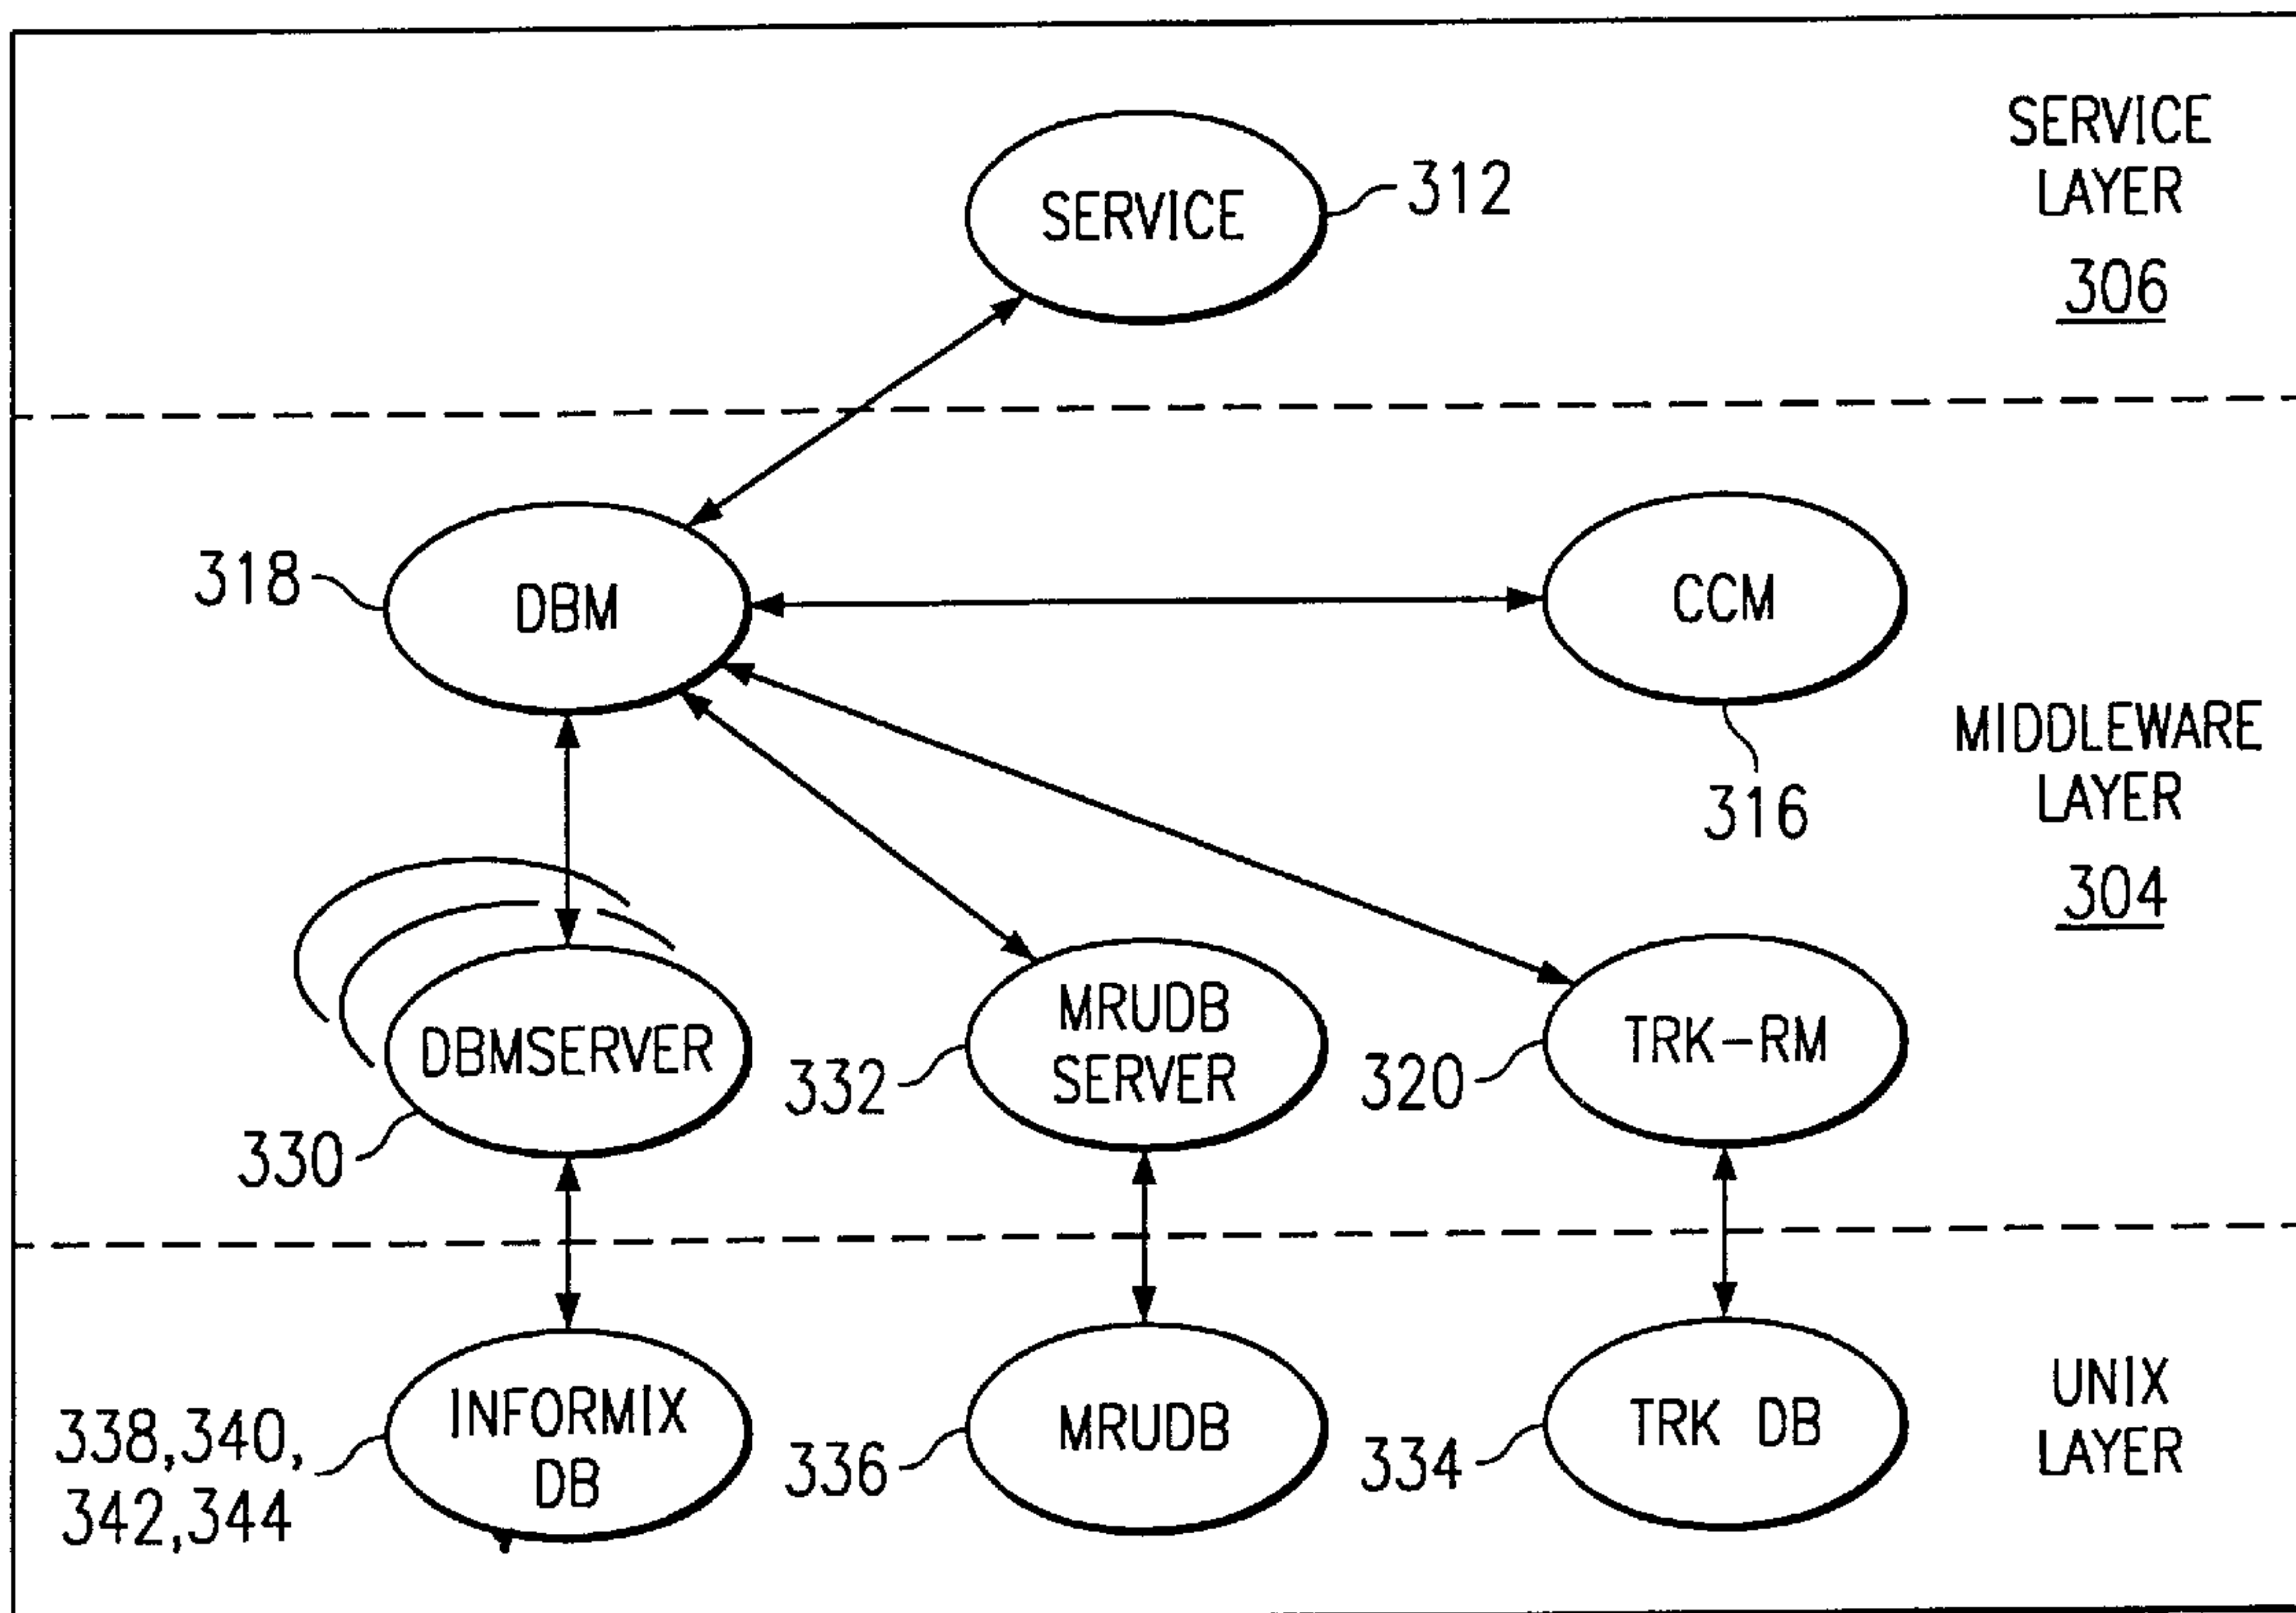 SERVICE
LAYER
306
SERVICE
312
318
DBM
CCM
316
MIDDLEWARE
LAYER
304
DBMSERVER
330
MRUDB
SERVER
332
TRK-RM
320
INFORMIX
DB
338,340,
342,344
MRUDB
336
TRK DB
334
UNIX
LAYER